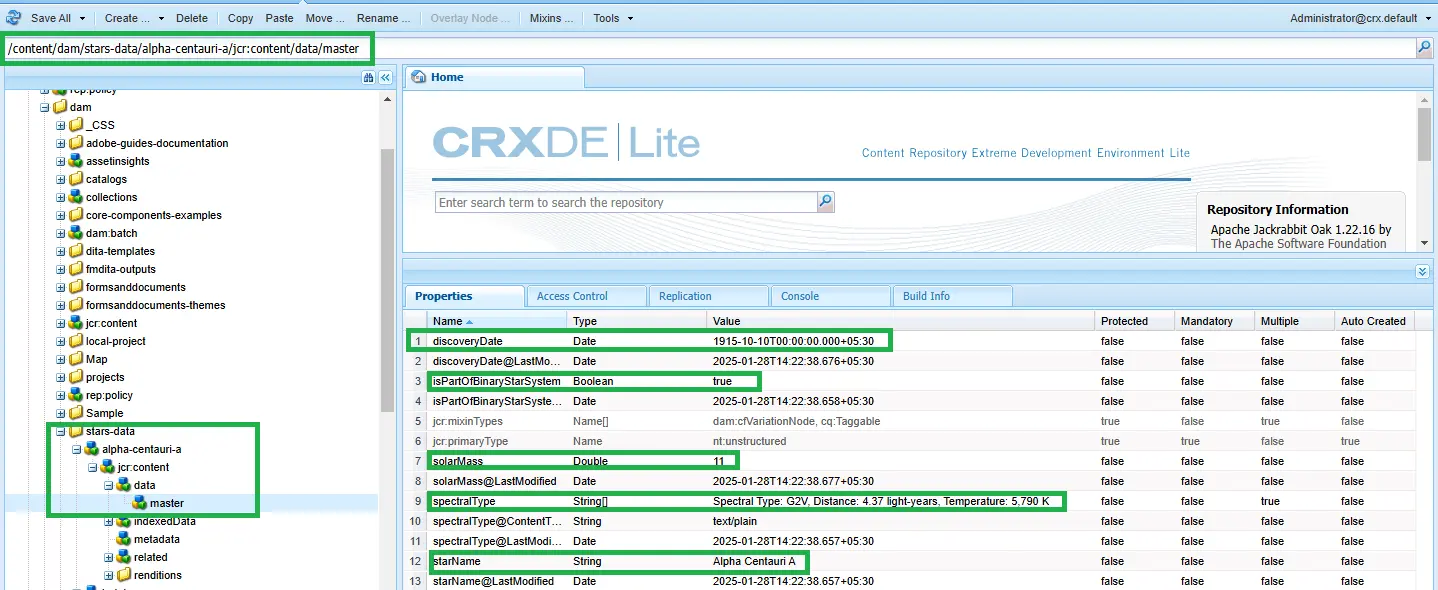 Save All Create ... Delete Copy Paste Move ... Rename ... Overlay Node ... Mixins ... Tools Administrator@crx.default
/content/dam/stars-data/alpha-centauri-a/jcr:content/data/master
rep:policy
dam
_CSS
adobe-guides-documentation
assetinsights
catalogs
collections
core-components-examples
dam:batch
dita-templates
fmdita-outputs
formsanddocuments
formsanddocuments-themes
jcr:content
local-project
Map
projects
rep:policy
Sample
stars-data
alpha-centauri-a
jcr:content
data
master
indexedData
metadata
related
renditions
Home
CRXDE Lite
Content Repository Extreme Development Environment Lite
Enter search term to search the repository
Repository Information
Apache Jackrabbit Oak 1.22.16 by
The Apache Software Foundation
Properties Access Control Replication Console Build Info
Name Type Value Protected Mandatory Multiple Auto Created
1 discoveryDate Date 1915-10-10T00:00:00.000+05:30 false false false false
2 discoveryDate@LastMo... Date 2025-01-28T14:22:38.676+05:30 false false false false
3 isPartOfBinaryStarSystem Boolean true false false false false
4 isPartOfBinaryStarSyste... Date 2025-01-28T14:22:38.658+05:30 false false false false
5 jcr:mixinTypes Name[] dam:cfVariationNode, cq:Taggable true false true false
6 jcr:primaryType Name nt:unstructured true true false true
7 solarMass Double 11 false false false false
8 solarMass@LastModified Date 2025-01-28T14:22:38.677+05:30 false false false false
9 spectralType String[] Spectral Type: G2V, Distance: 4.37 light-years, Temperature: 5,790 K false false true false
10 spectralType@ContentT... String text/plain false false false false
11 spectralType@LastModi... Date 2025-01-28T14:22:38.657+05:30 false false false false
12 starName String Alpha Centauri A false false false false
13 starName@LastModified Date 2025-01-28T14:22:38.657+05:30 false false false false